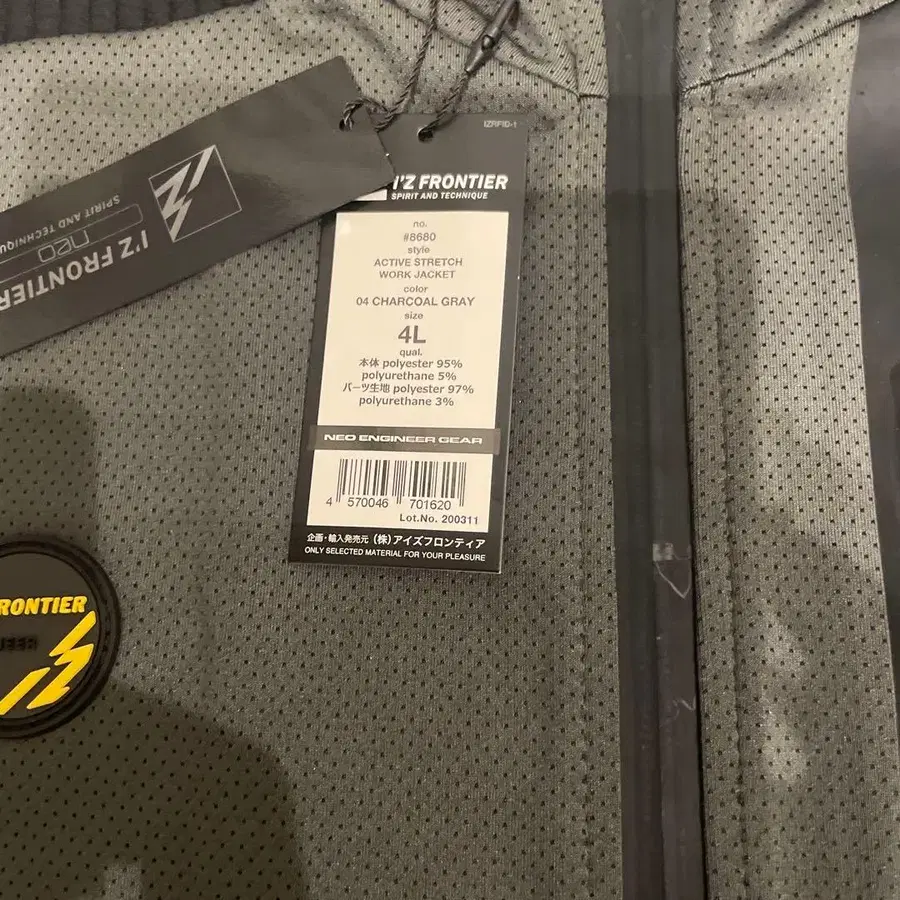 IZRFID-1
I'Z FRONTIER
SPIRIT AND TECHNIQUE
no.
#8680
style
ACTIVE STRETCH
WORK JACKET
color
04 CHARCOAL GRAY
size
4L
qual.
本体 polyester 95%
polyurethane 5%
パーツ生地 polyester 97%
polyurethane 3%
NEO ENGINEER GEAR
4 570046 701620
Lot.No. 200311
企画・輸入発売元 (株)アイズフロンティア
ONLY SELECTED MATERIAL FOR YOUR PLEASURE
I'Z FRONTIER
SPIRIT AND TECHNIQU
neo
RONTIER
EER